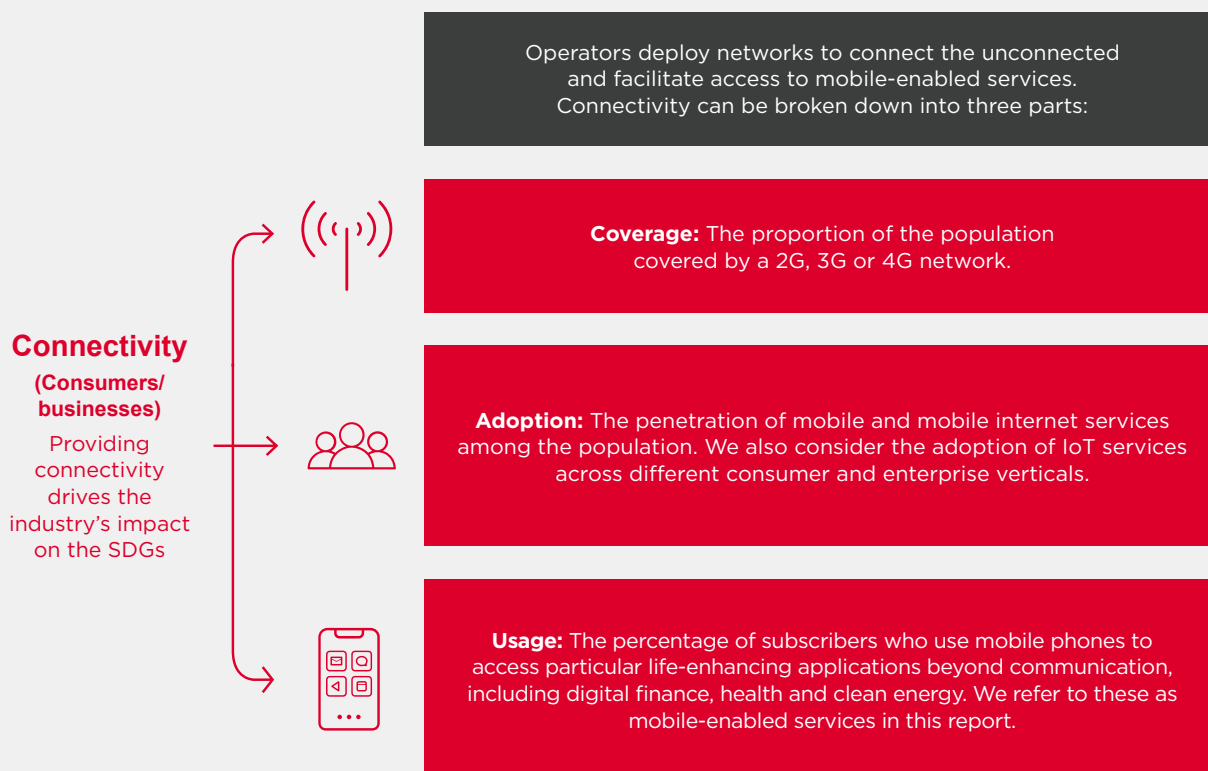 Operators deploy networks to connect the unconnected
and facilitate access to mobile-enabled services.
Connectivity can be broken down into three parts:
Coverage: The proportion of the population
covered by a 2G, 3G or 4G network.
Connectivity
(Consumers/
businesses)
Providing
connectivity
drives the
industry’s impact
on the SDGs
Adoption: The penetration of mobile and mobile internet services
among the population. We also consider the adoption of IoT services
across different consumer and enterprise verticals.
Usage: The percentage of subscribers who use mobile phones to
access particular life-enhancing applications beyond communication,
including digital finance, health and clean energy. We refer to these as
mobile-enabled services in this report.